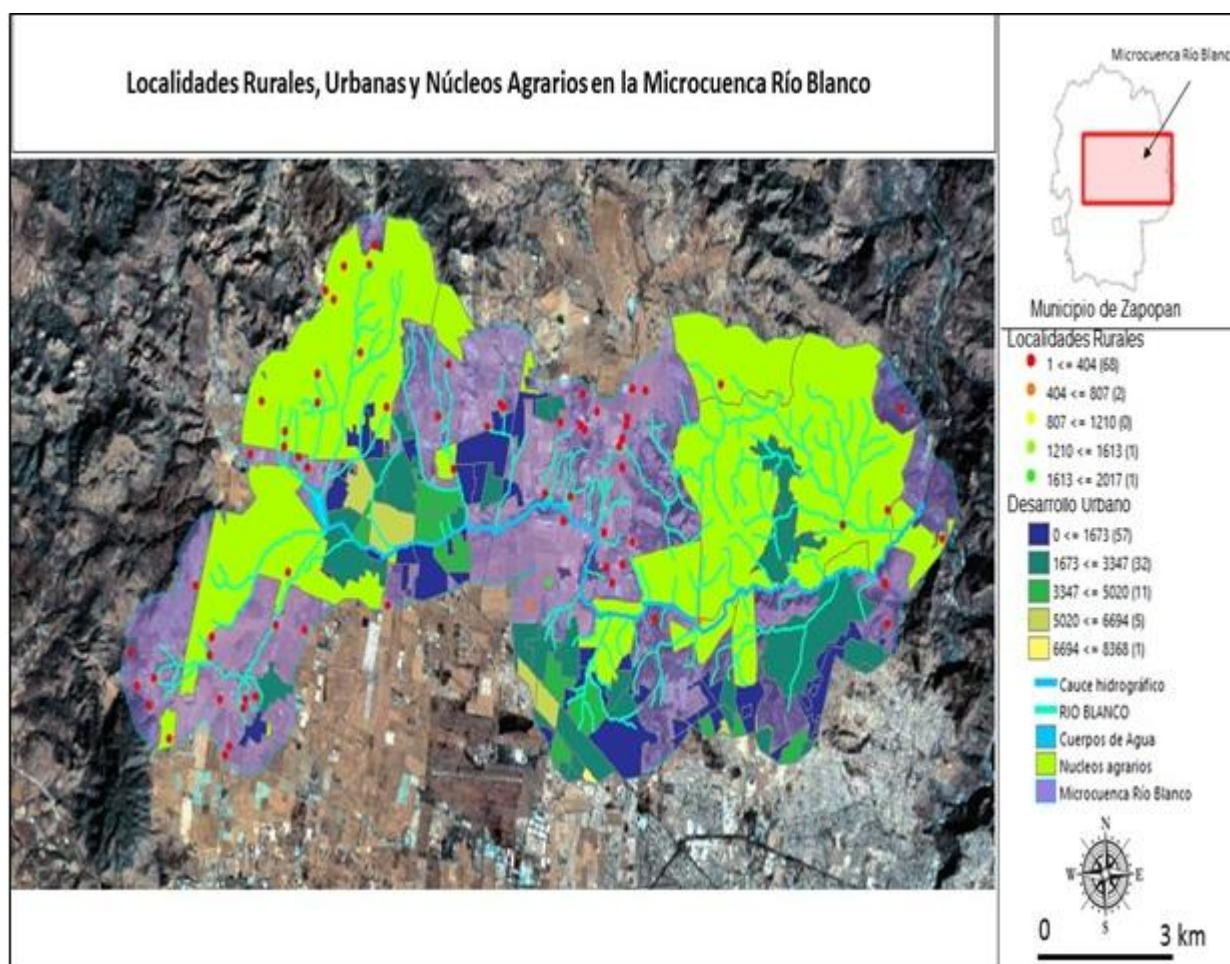 Localidades Rurales, Urbanas y Núcleos Agrarios en la Microcuenca Río Blanco
Microcuenca Río Blanc
Municipio de Zapopan
Localidades Rurales
1 <= 404 (68)
404 <= 807 (2)
807 <= 1210 (0)
1210 <= 1613 (1)
1613 <= 2017 (1)
Desarrollo Urbano
0 <= 1673 (57)
1673 <= 3347 (32)
3347 <= 5020 (11)
5020 <= 6694 (5)
6694 <= 8368 (1)
Cauce hidrográfico
RIO BLANCO
Cuerpos de Agua
Nucleos agrarios
Microcuenca Río Blanco
N
W E
S
0 3 km